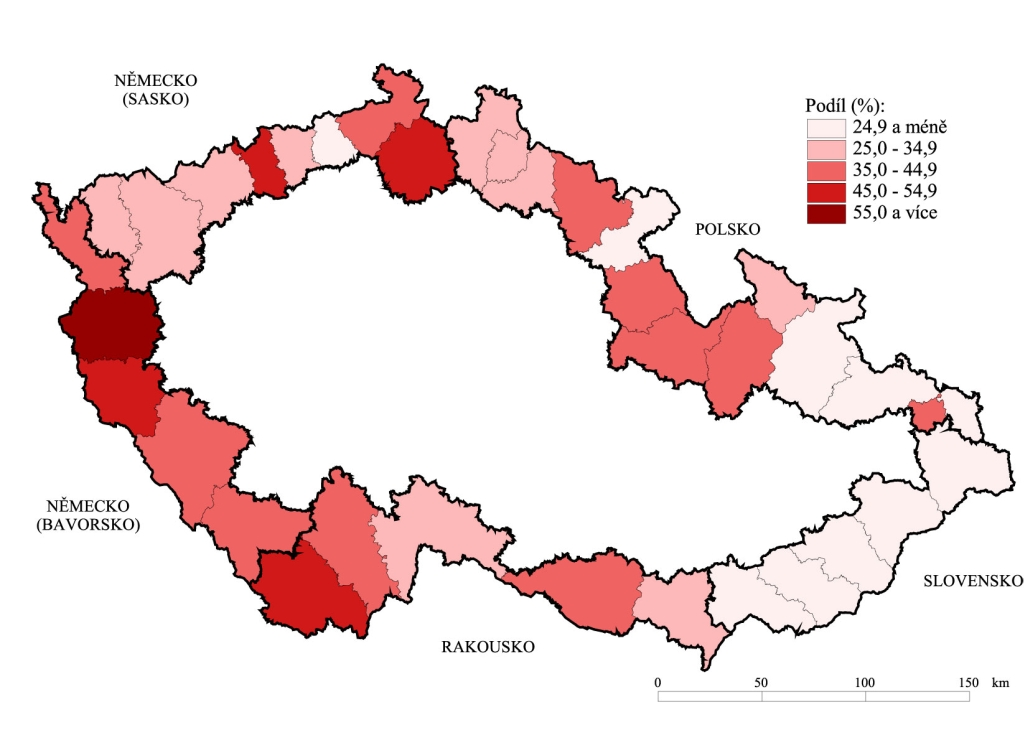 NĚMECKO
(SASKO)
Podíl (%):
24,9 a méně
25,0 - 34,9
35,0 - 44,9
45,0 - 54,9
55,0 a více
POLSKO
NĚMECKO
(BAVORSKO)
SLOVENSKO
RAKOUSKO
0 50 100 150 km